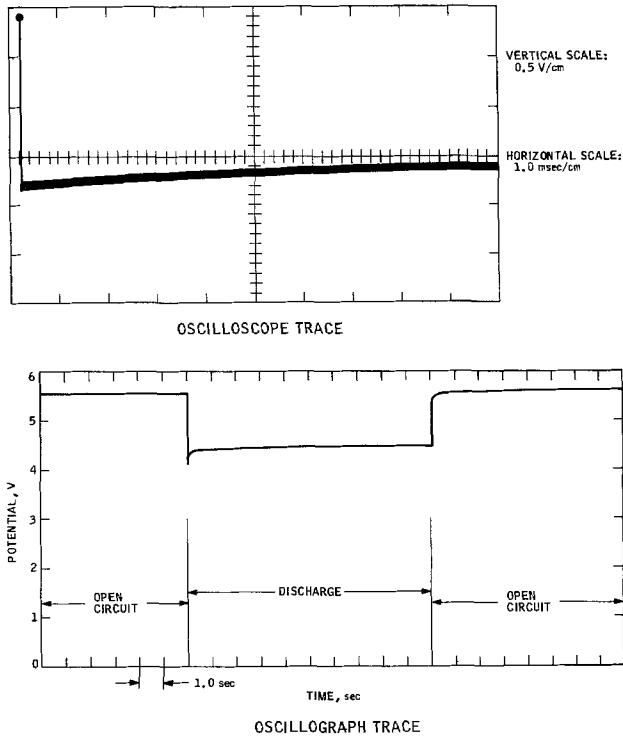 VERTICAL SCALE:
0.5 V/cm
HORIZONTAL SCALE:
1.0 msec/cm
OSCILLOSCOPE TRACE
6
5
4
3
2
1
0
POTENTIAL, V
OPEN
CIRCUIT
DISCHARGE
OPEN
CIRCUIT
1.0 sec
TIME, sec
OSCILLOGRAPH TRACE